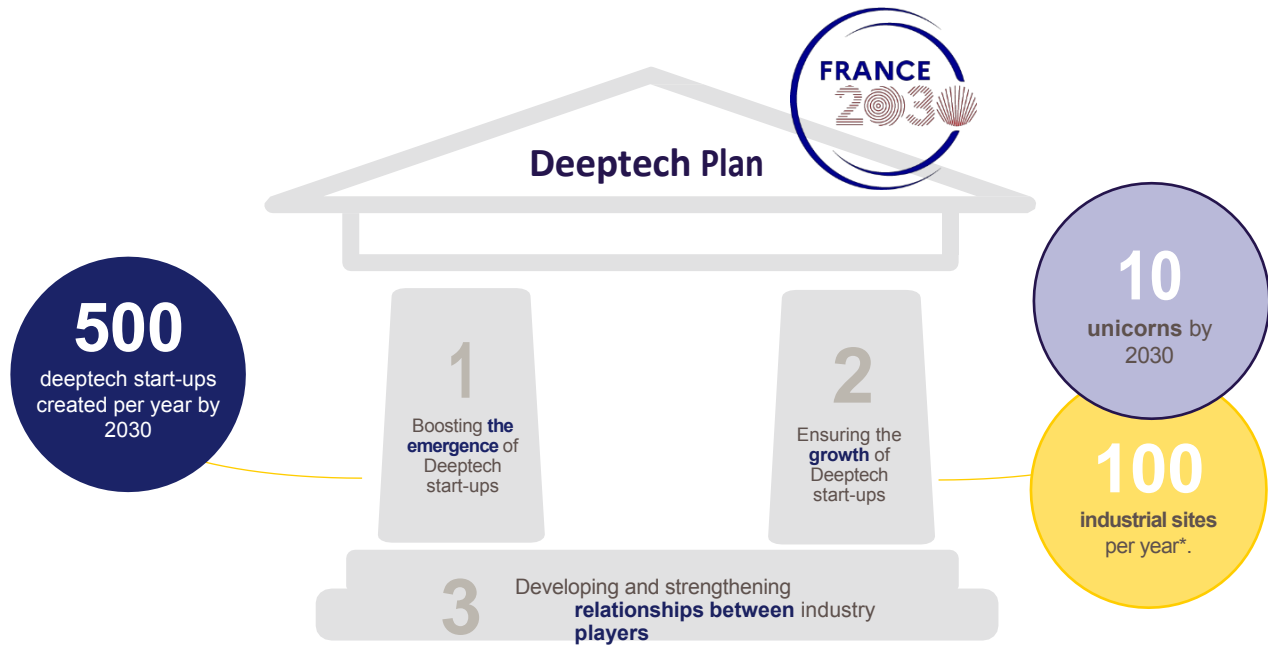 FRANCE
2030
Deeptech Plan
500
deeptech start-ups
created per year by
2030
1
Boosting the
emergence of
Deeptech
start-ups
2
Ensuring the
growth of
Deeptech
start-ups
10
unicorns by
2030
100
industrial sites
per year*.
3
Developing and strengthening
relationships between industry
players